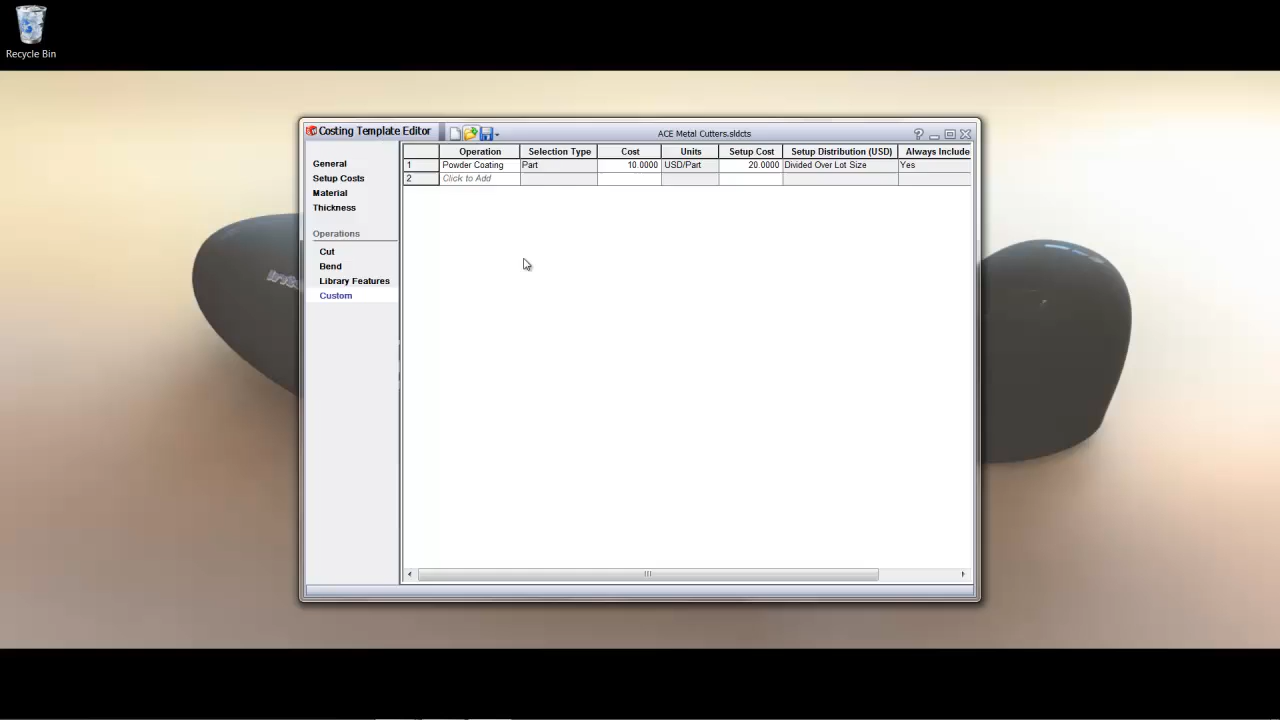 Recycle Bin
Costing Template Editor
ACE Metal Cutters.sldcts
General
Setup Costs
Material
Thickness
Operations
Cut
Bend
Library Features
Custom
Operation Selection Type Cost Units Setup Cost Setup Distribution (USD) Always Include
1 Powder Coating Part 10.0000 USD/Part 20.0000 Divided Over Lot Size Yes
2 Click to Add